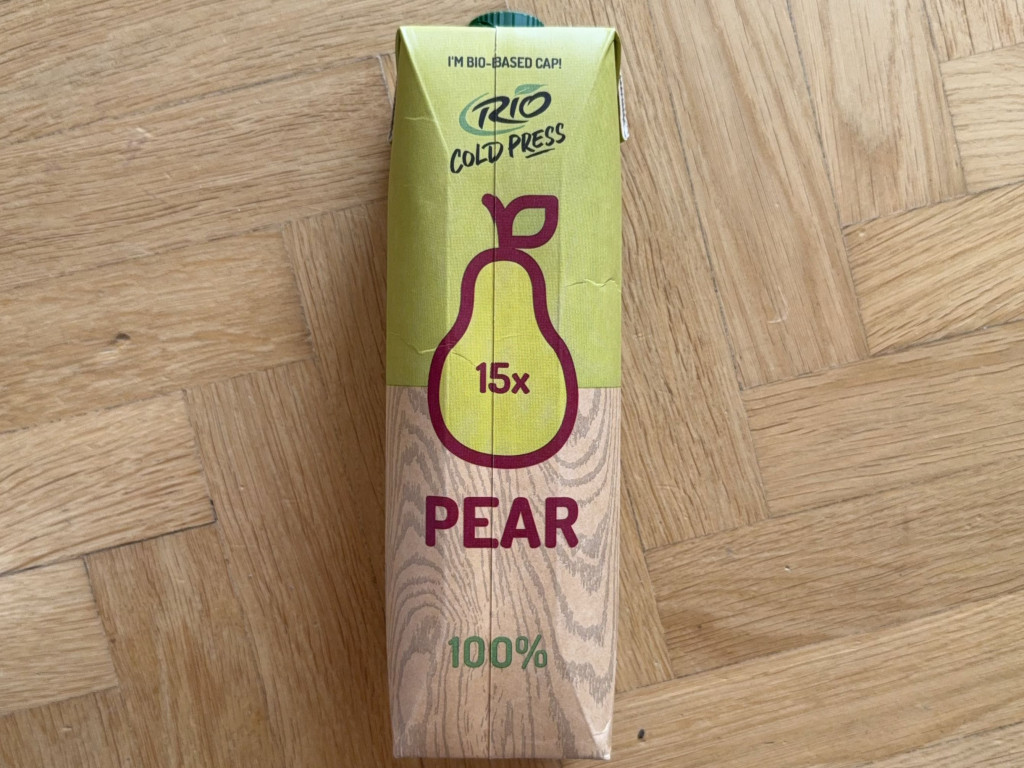 I'M BIO-BASED CAP!
RIO
COLD PRESS
15x
PEAR
100%